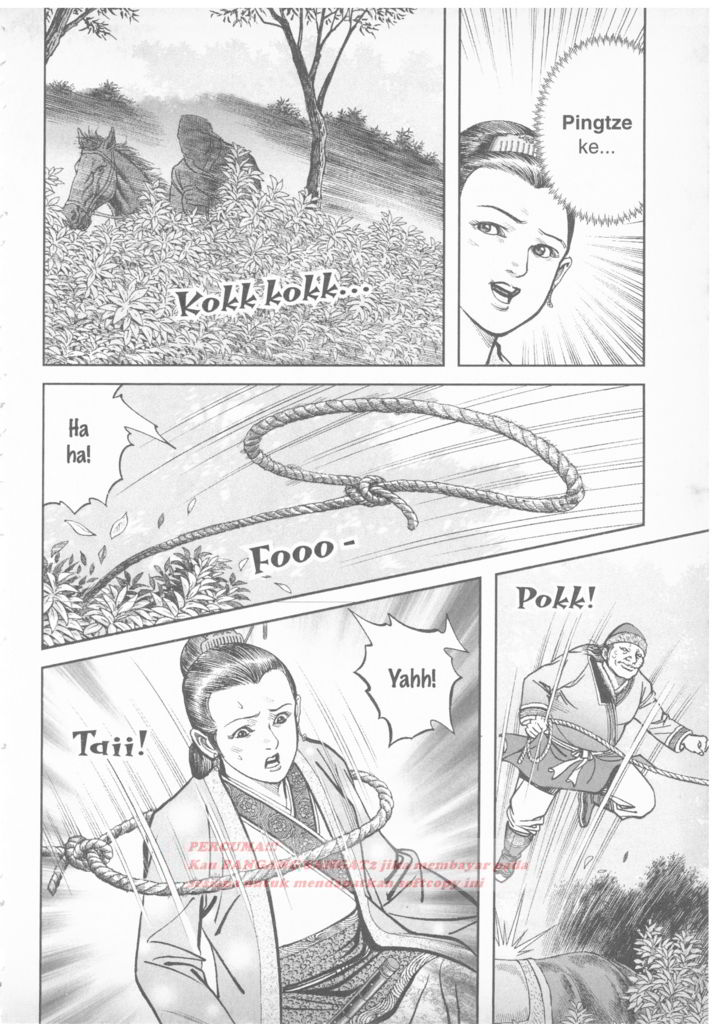 Kokk kokk...
Pingtze
ke...
Ha
ha!
Fooo -
Taii!
Yahh!
Pokk!
PERCUMA!!!
Kau
jika membayar pada
untuk mendapatkan softcopy ini